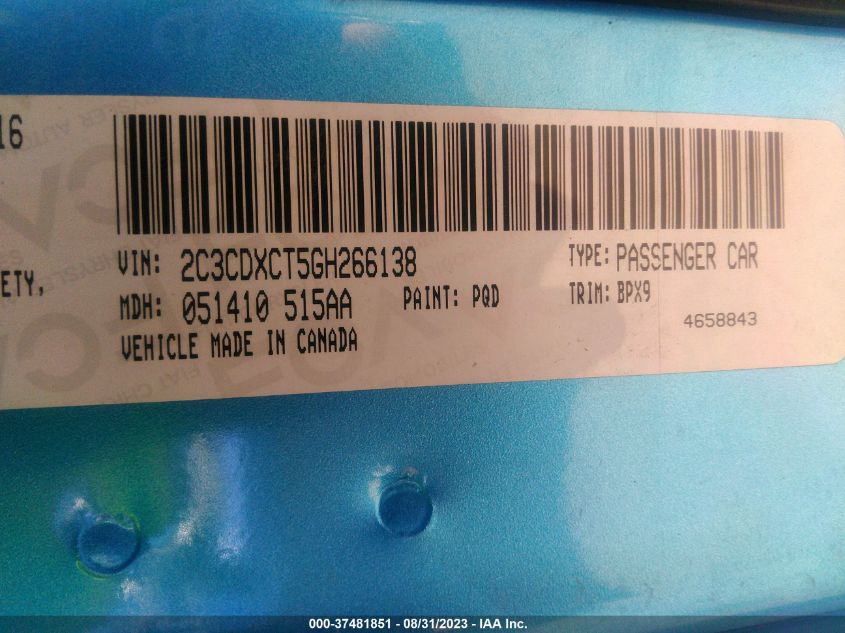 16
ETY,
VIN: 2C3CDXCT5GH266138
TYPE: PASSENGER CAR
MDH: 051410 515AA
PAINT: PQD
TRIM: BPX9
VEHICLE MADE IN CANADA
4658843
000-37481851 - 08/31/2023 - IAA Inc.